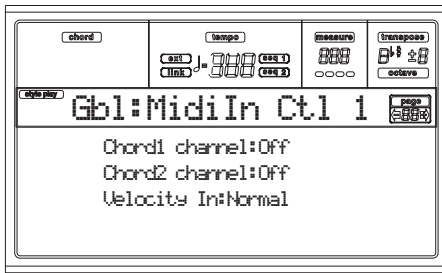 chord tempo measure transpose
ext seq 1
link seq 2
octave
style play Gbl:MidiIn Ctl 1 page
Chord1 channel:Off
Chord2 channel:Off
Velocity In:Normal